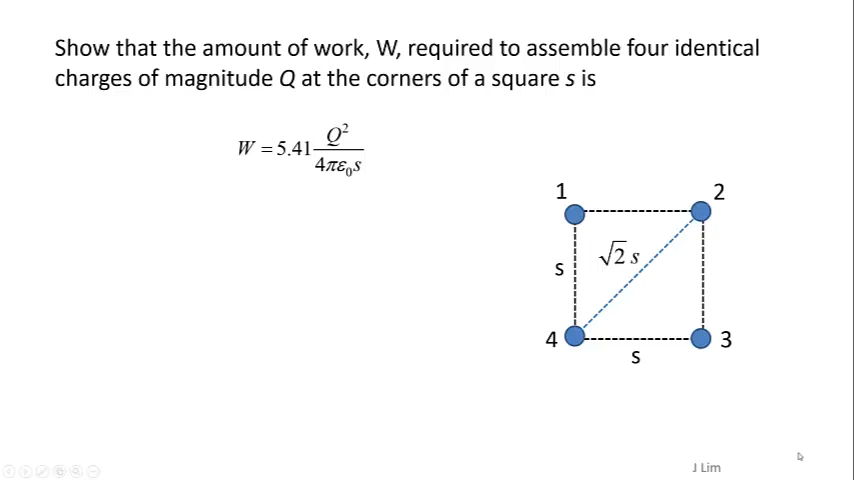 Show that the amount of work, W, required to assemble four identical
charges of magnitude Q at the corners of a square s is
W = 5.41 Q² / 4πε₀s
1
2
√2 s
s
4
3
s
J Lim